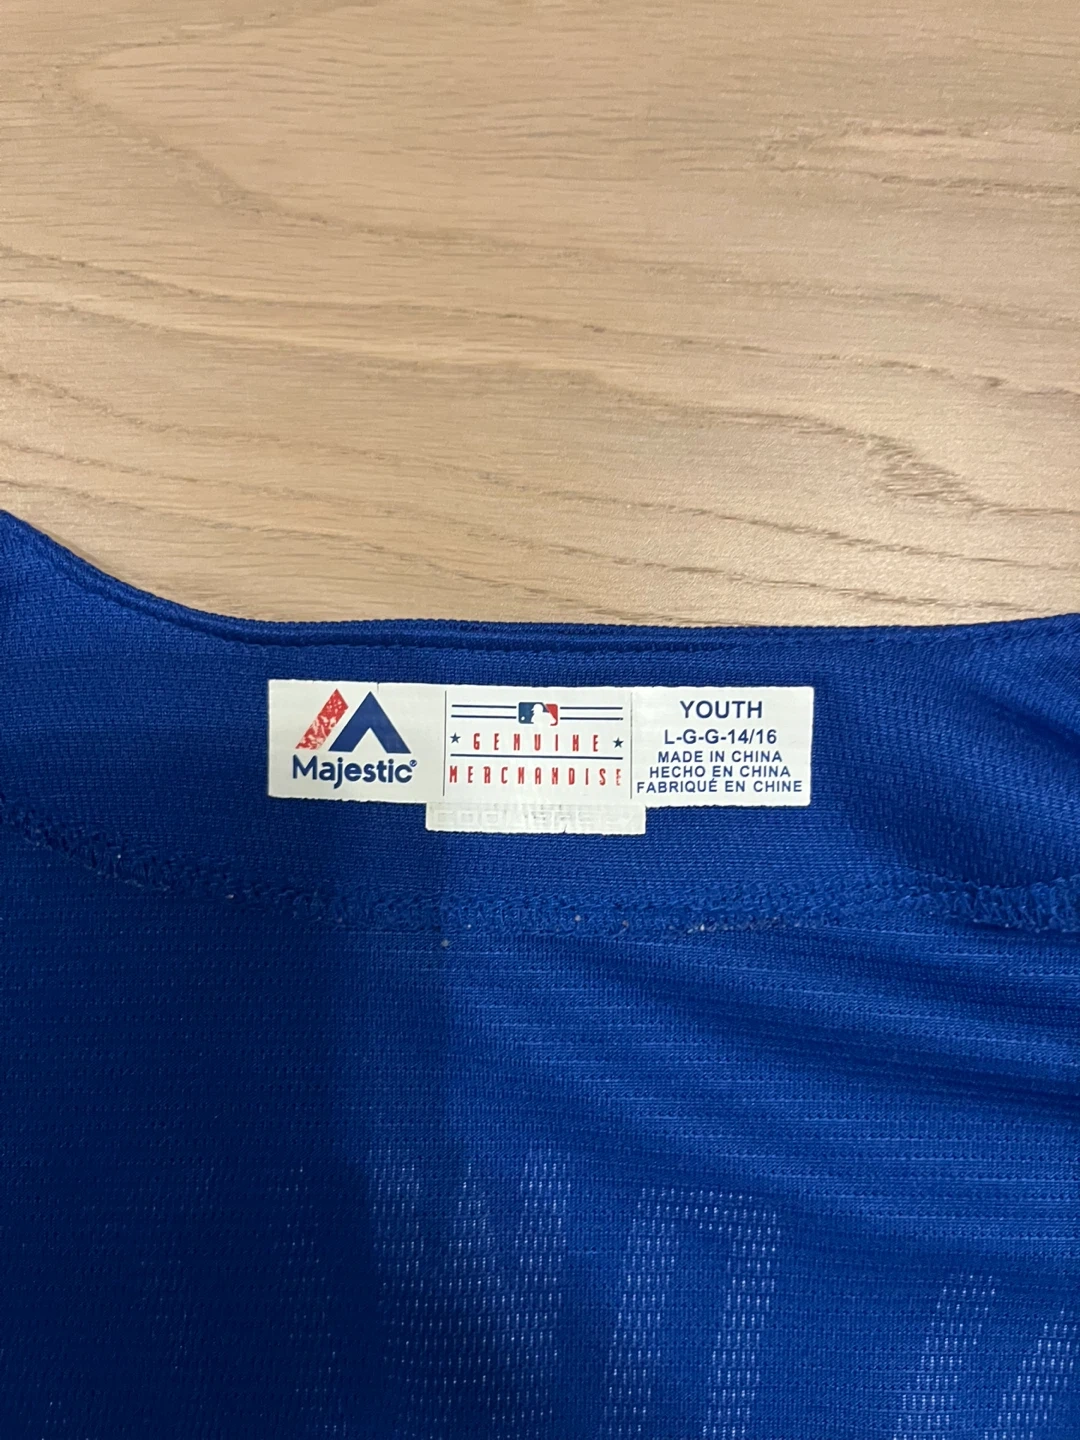 Majestic®
GENUINE
MERCHANDISE
YOUTH
L-G-G-14/16
MADE IN CHINA
HECHO EN CHINA
FABRIQUÉ EN CHINE